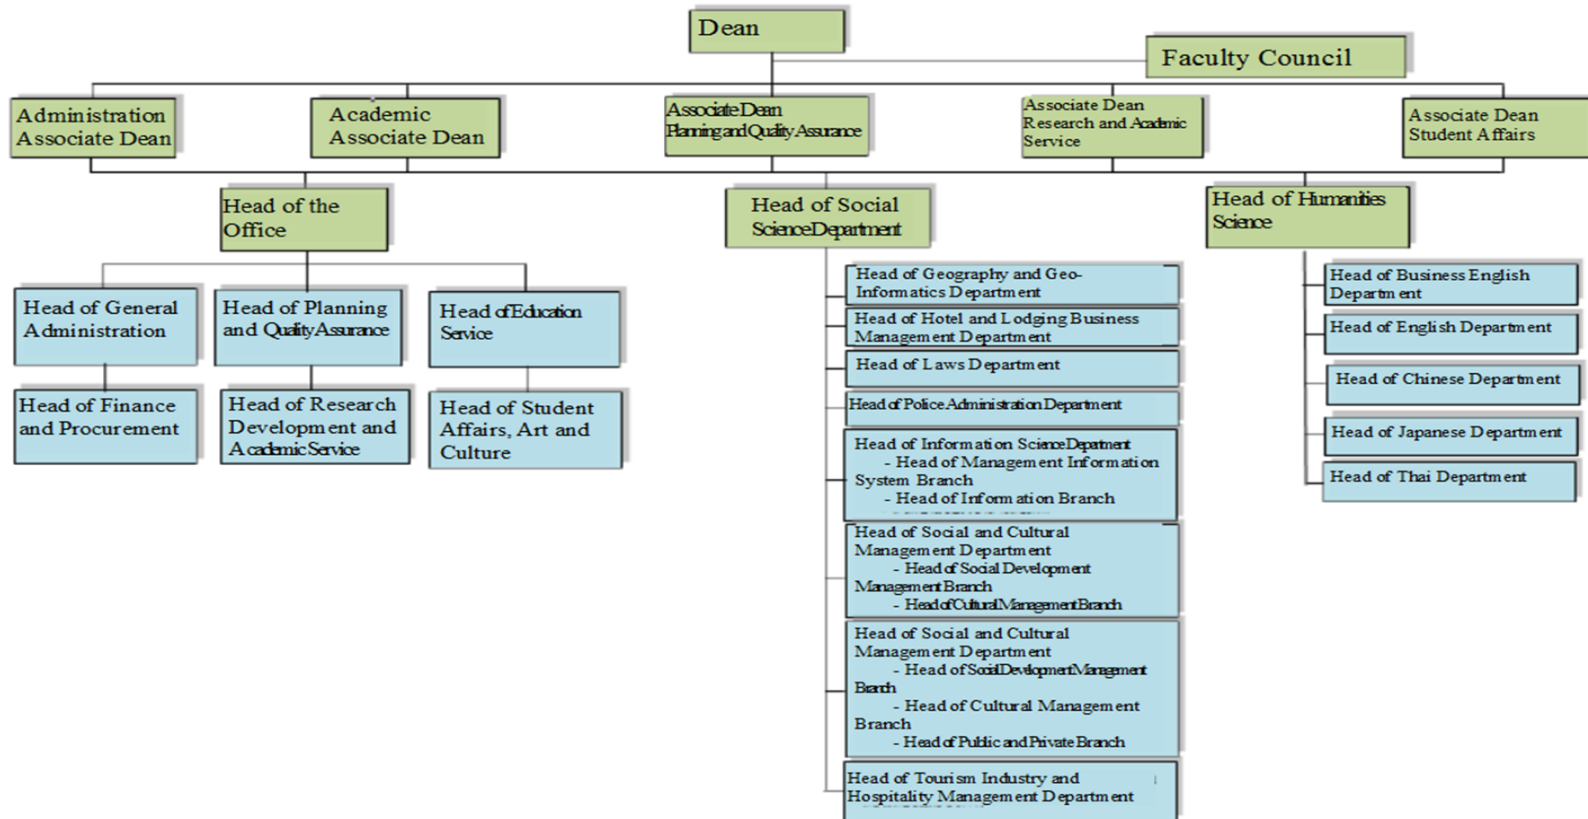 Dean
Faculty Council
Administration
Associate Dean
Academic
Associate Dean
Associate Dean
Planning and Quality Assurance
Associate Dean
Research and Academic
Service
Associate Dean
Student Affairs
Head of the
Office
Head of Social
Science Department
Head of Humanities
Science
Head of General
Administration
Head of Planning
and Quality Assurance
Head of Education
Service
Head of Finance
and Procurement
Head of Research
Development and
Academic Service
Head of Student
Affairs, Art and
Culture
Head of Geography and Geo-
Informatics Department
Head of Hotel and Lodging Business
Management Department
Head of Laws Department
Head of Police Administration Department
Head of Information Science Department
- Head of Management Information
System Branch
- Head of Information Branch
Head of Social and Cultural
Management Department
- Head of Social Development
Management Branch
- Head of Cultural Management Branch
Head of Social and Cultural
Management Department
- Head of Social Development Management
Branch
- Head of Cultural Management
Branch
- Head of Public and Private Branch
Head of Tourism Industry and
Hospitality Management Department
Head of Business English
Department
Head of English Department
Head of Chinese Department
Head of Japanese Department
Head of Thai Department